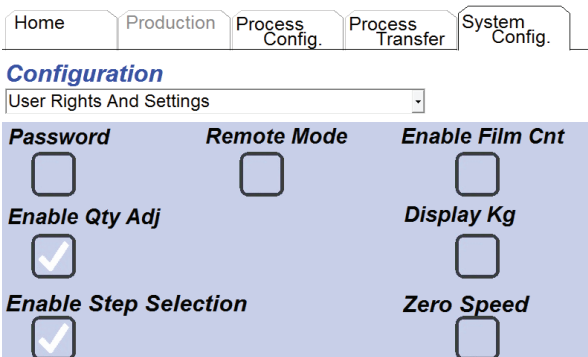 Home
Production
Process
Config.
Process
Transfer
System
Config.
Configuration
User Rights And Settings
Password
Remote Mode
Enable Film Cnt
Enable Qty Adj
Display Kg
Enable Step Selection
Zero Speed